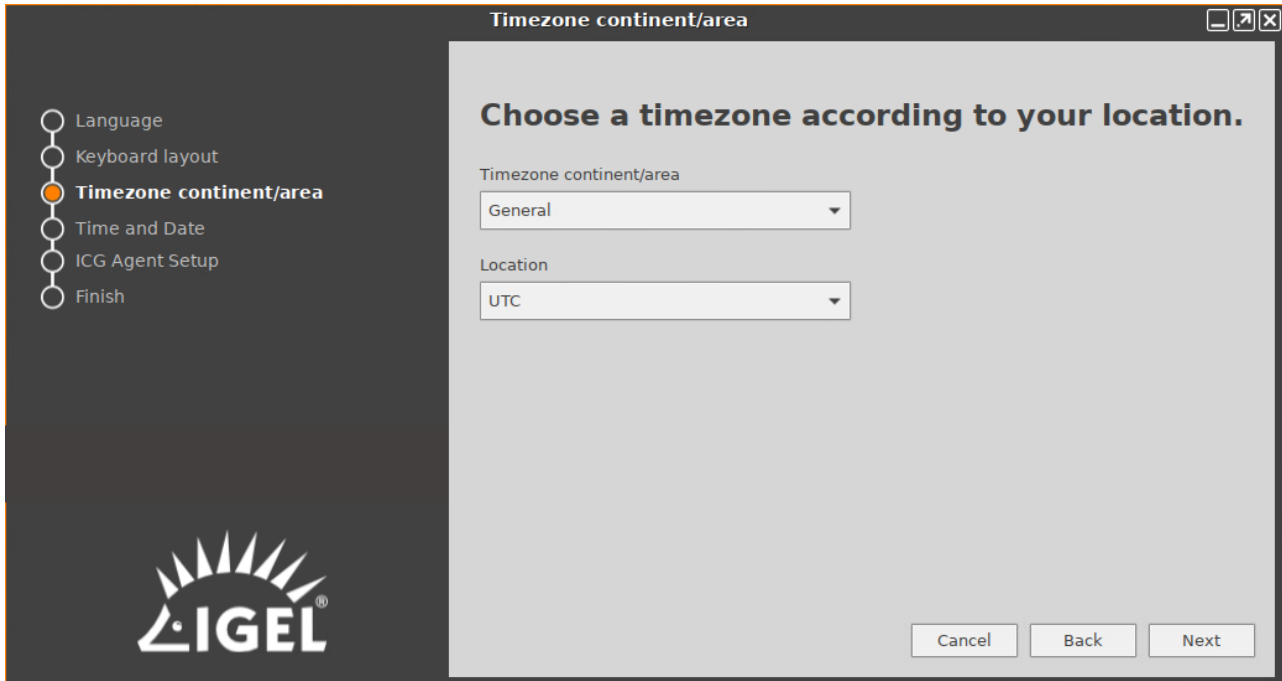 Timezone continent/area
Language
Keyboard layout
Timezone continent/area
Time and Date
ICG Agent Setup
Finish
IGEL®
Choose a timezone according to your location.
Timezone continent/area
General
Location
UTC
Cancel Back Next